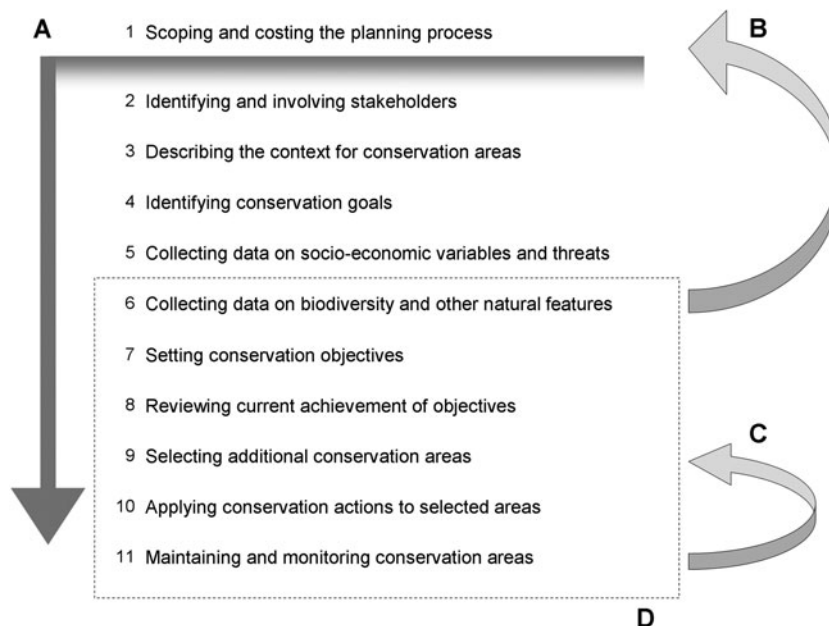 A
1 Scoping and costing the planning process
B
2 Identifying and involving stakeholders
3 Describing the context for conservation areas
4 Identifying conservation goals
5 Collecting data on socio-economic variables and threats
6 Collecting data on biodiversity and other natural features
7 Setting conservation objectives
8 Reviewing current achievement of objectives
C
9 Selecting additional conservation areas
10 Applying conservation actions to selected areas
11 Maintaining and monitoring conservation areas
D